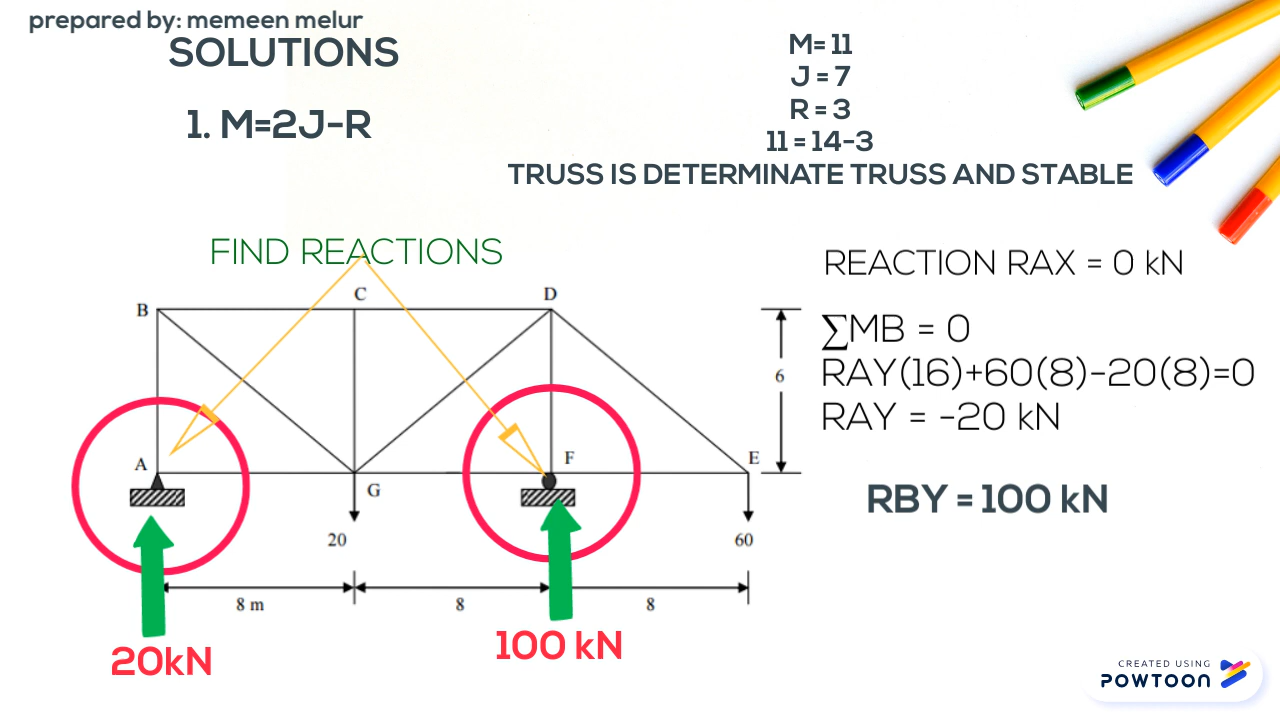 prepared by: memeen melur
SOLUTIONS
1. M=2J-R
M= 11
J = 7
R = 3
11 = 14-3
TRUSS IS DETERMINATE TRUSS AND STABLE
FIND REACTIONS
B
C
D
A
G
F
E
20
60
6
8 m
8
8
20kN
100 kN
REACTION RAX = 0 kN
∑MB = 0
RAY(16)+60(8)-20(8)=0
RAY = -20 kN
RBY = 100 kN
CREATED USING
POWTOON